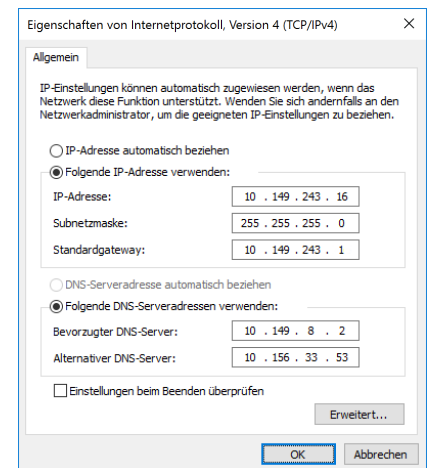 Eigenschaften von Internetprotokoll, Version 4 (TCP/IPv4)
Allgemein
IP-Einstellungen können automatisch zugewiesen werden, wenn das
Netzwerk diese Funktion unterstützt. Wenden Sie sich andernfalls an den
Netzwerkadministrator, um die geeigneten IP-Einstellungen zu beziehen.
IP-Adresse automatisch beziehen
Folgende IP-Adresse verwenden:
IP-Adresse: 10 . 149 . 243 . 16
Subnetzmaske: 255 . 255 . 255 . 0
Standardgateway: 10 . 149 . 243 . 1
DNS-Serveradresse automatisch beziehen
Folgende DNS-Serveradressen verwenden:
Bevorzugter DNS-Server: 10 . 149 . 8 . 2
Alternativer DNS-Server: 10 . 156 . 33 . 53
Einstellungen beim Beenden überprüfen
Erweitert...
OK Abbrechen